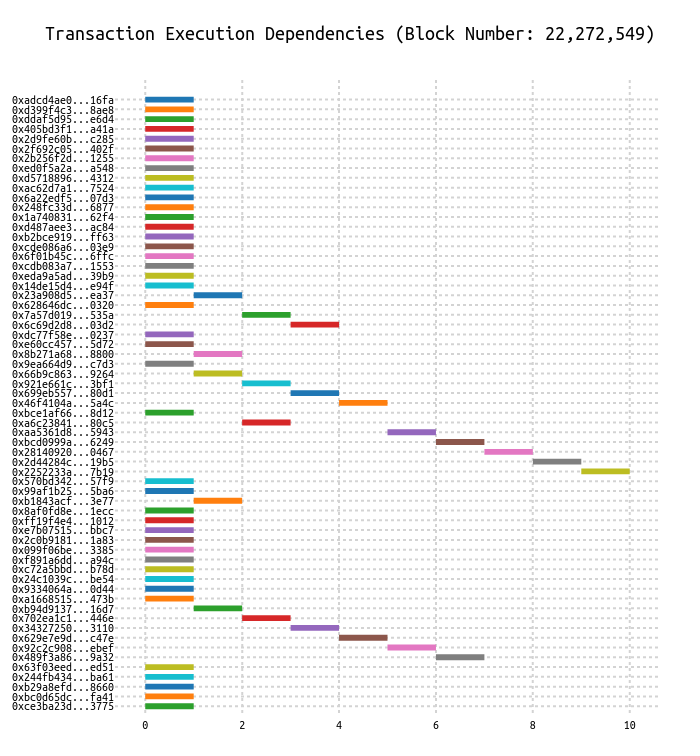 Transaction Execution Dependencies (Block Number: 22,272,549)
0xadcd4ae0...16fa
0xd399f4c3...8ae8
0xddaf5d95...e6d4
0x405bd3f1...a41a
0x2d9fe60b...c285
0x2f692c05...402f
0x2b256f2d...1255
0xed0f5a2a...a548
0xd5718896...4312
0xac62d7a1...7524
0x6a22edf5...07d3
0x248fc33d...6877
0x1a740831...62f4
0xd487aee3...ac84
0xb2bce919...ff63
0xcde086a6...03e9
0x6f01b45c...6ffc
0xcdb083a7...1553
0xeda9a5ad...39b9
0x14de15d4...e94f
0x23a908d5...ea37
0x628646dc...0320
0x7a57d019...535a
0x6c69d2d8...03d2
0xdc77f58e...0237
0xe60cc457...5d72
0x8b271a68...8800
0x9ea664d9...c7d3
0x66b9c863...9264
0x921e661c...3bf1
0x699eb557...80d1
0x46f4104a...5a4c
0xbce1af66...8d12
0xa6c23841...80c5
0xaa5361d8...5943
0xbcd0999a...6249
0x28140920...0467
0x2d44284c...19b5
0x2252233a...7b19
0x570bd342...57f9
0x99af1b25...5ba6
0xb1843acf...3e77
0x8af0fd8e...1ecc
0xff19f4e4...1012
0xe7b07515...bbc7
0x2c0b9181...1a83
0x099f06be...3385
0xf891a6dd...a94c
0xc72a5bbd...b78d
0x24c1039c...be54
0x9334064a...0d44
0xa1668515...473b
0xb94d9137...16d7
0x702ea1c1...446e
0x34327250...3110
0x629e7e9d...c47e
0x92c2c908...ebef
0x489f3a86...9a32
0x63f03eed...ed51
0x244fb434...ba61
0xb29a8efd...8660
0xbc0d65dc...fa41
0xce3ba23d...3775
0 2 4 6 8 10